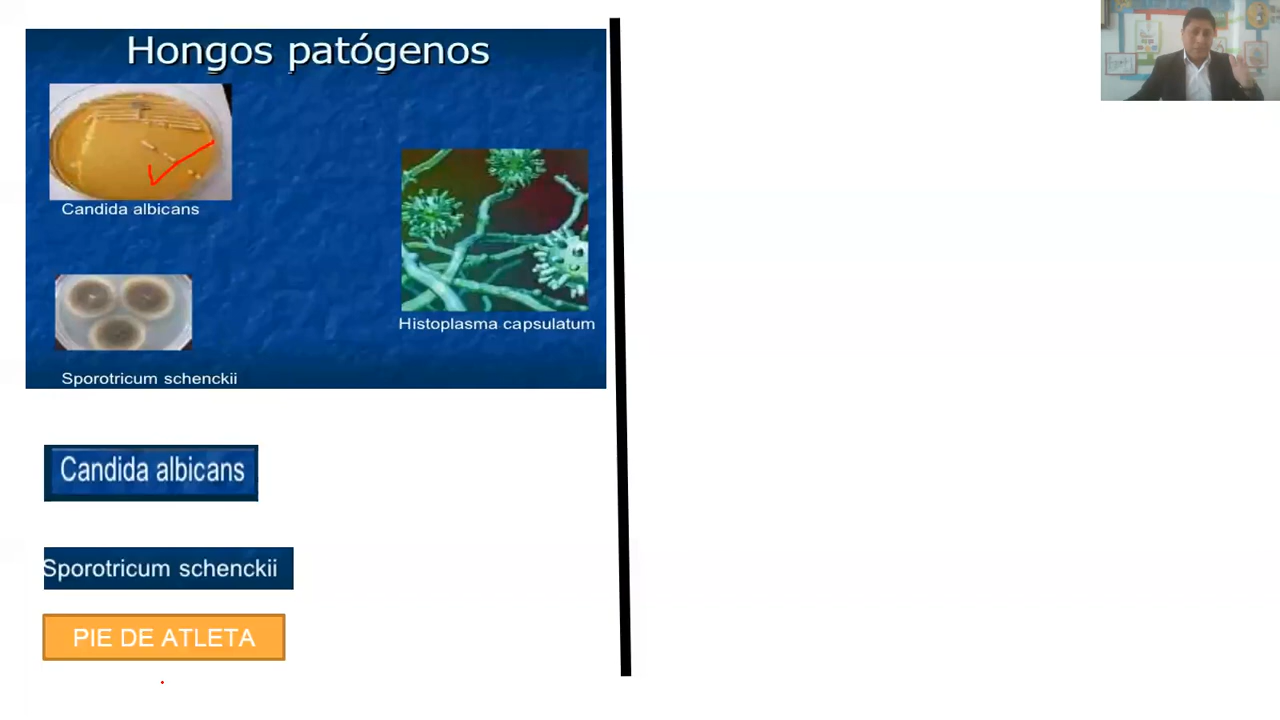 Hongos patógenos
Candida albicans
Histoplasma capsulatum
Sporotricum schenckii
Candida albicans
Sporotricum schenckii
PIE DE ATLETA